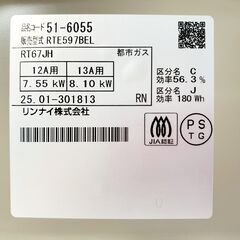 品名コード 51-6055
販売型式 RTE597BEL
RT67JH 都市ガス
12A用 13A用
7.55 kW 8.10 kW
25.01-301813 RN
リンナイ株式会社
区分名 C
効率56.3 %
区分名 J
効率 180 Wh
JIA認証
PS
TG